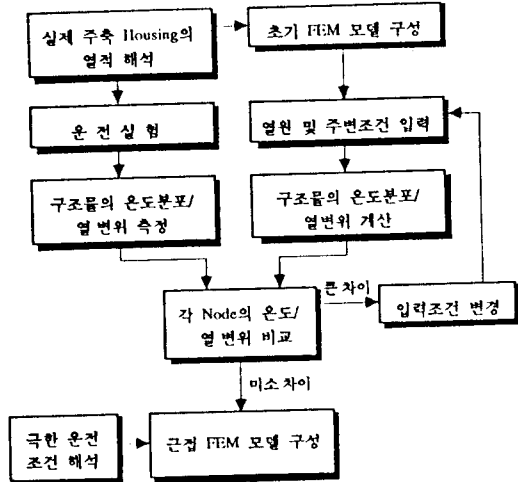 실제 주축 Housing의
열적 해석
초기 FEM 모델 구성
운 전 실 험
열원 및 주변조건 입력
구조물의 온도분포/
열변위 측정
구조물의 온도분포/
열변위 계산
각 Node의 온도/
열변위 비교
큰 차이
입력조건 변경
미소 차이
극한 운전
조건 해석
근접 FEM 모델 구성